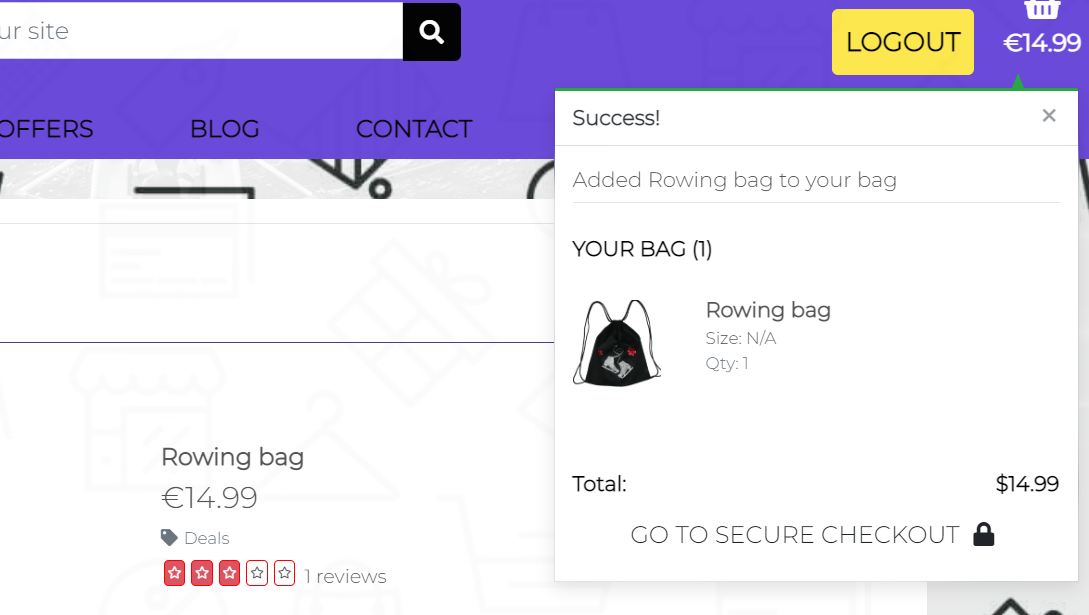 ur site
LOGOUT
€14.99
OFFERS
BLOG
CONTACT
Success!
×
Added Rowing bag to your bag
YOUR BAG (1)
Rowing bag
Size: N/A
Qty: 1
Total:
$14.99
GO TO SECURE CHECKOUT
Rowing bag
€14.99
Deals
1 reviews